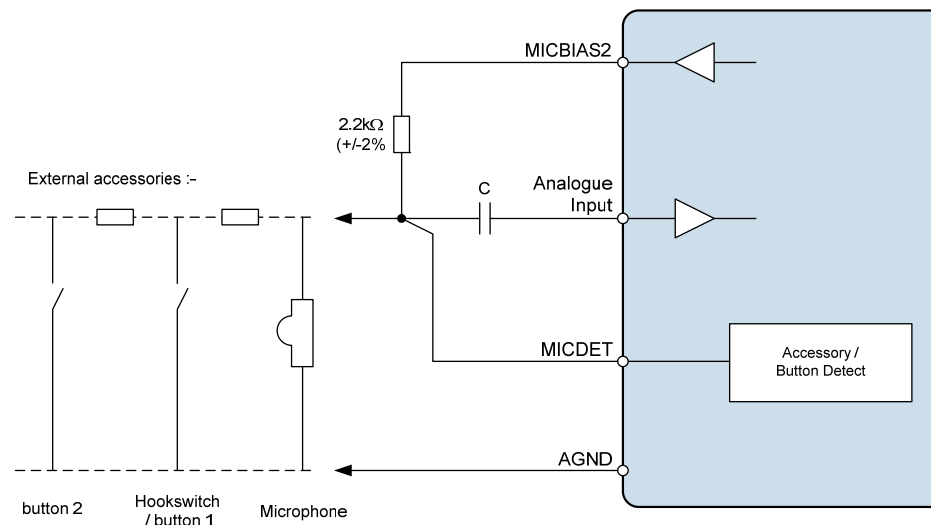 MICBIAS2
2.2kΩ
(+/-2%
External accessories :-
C
Analogue
Input
MICDET
Accessory /
Button Detect
AGND
button 2
Hookswitch
/ button 1
Microphone